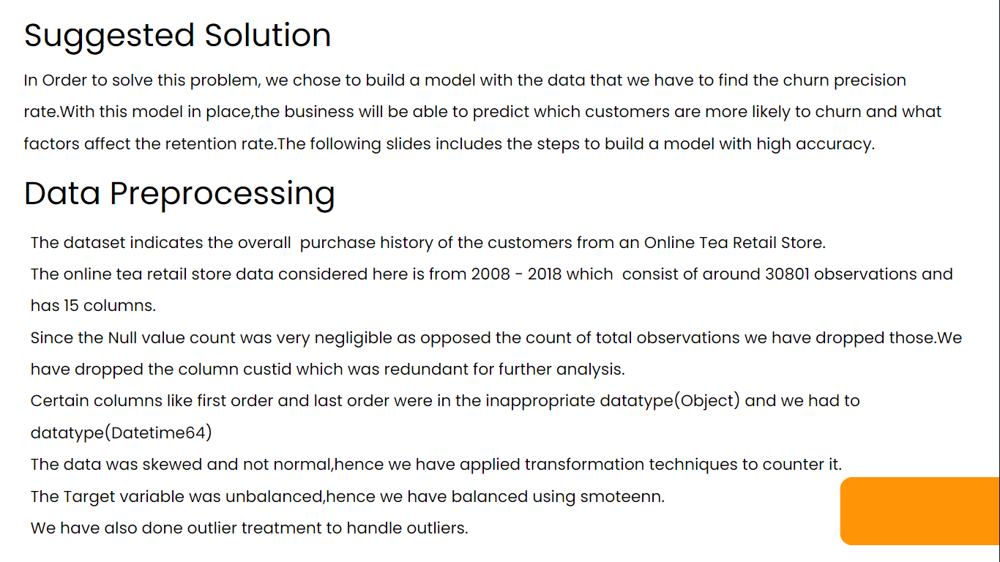 Suggested Solution
In Order to solve this problem, we chose to build a model with the data that we have to find the churn precision
rate.With this model in place,the business will be able to predict which customers are more likely to churn and what
factors affect the retention rate.The following slides includes the steps to build a model with high accuracy.
Data Preprocessing
The dataset indicates the overall  purchase history of the customers from an Online Tea Retail Store.
The online tea retail store data considered here is from 2008 - 2018 which  consist of around 30801 observations and
has 15 columns.
Since the Null value count was very negligible as opposed the count of total observations we have dropped those.We
have dropped the column custid which was redundant for further analysis.
Certain columns like first order and last order were in the inappropriate datatype(Object) and we had to
datatype(Datetime64)
The data was skewed and not normal,hence we have applied transformation techniques to counter it.
The Target variable was unbalanced,hence we have balanced using smoteenn.
We have also done outlier treatment to handle outliers.